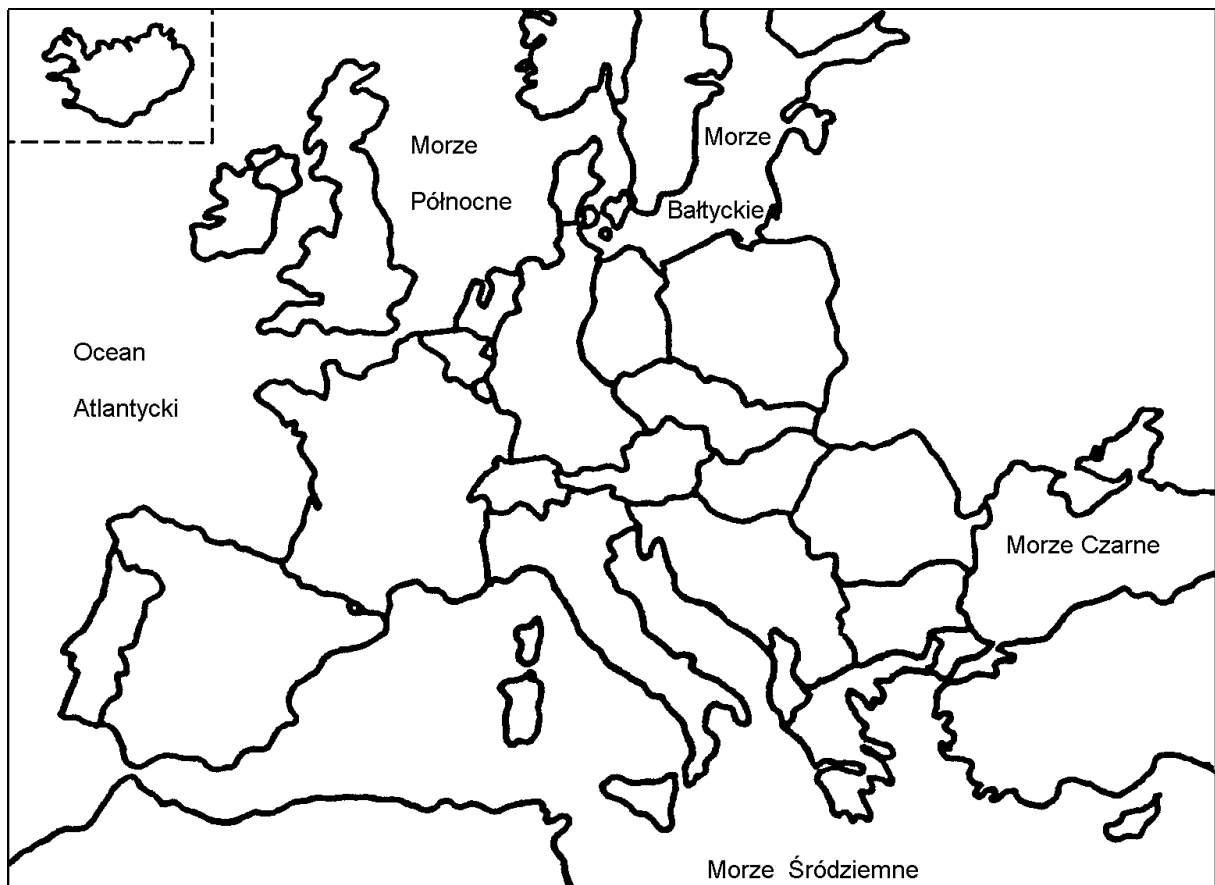 Morze
Północne
Morze
Bałtyckie
Ocean
Atlantycki
Morze Czarne
Morze Śródziemne